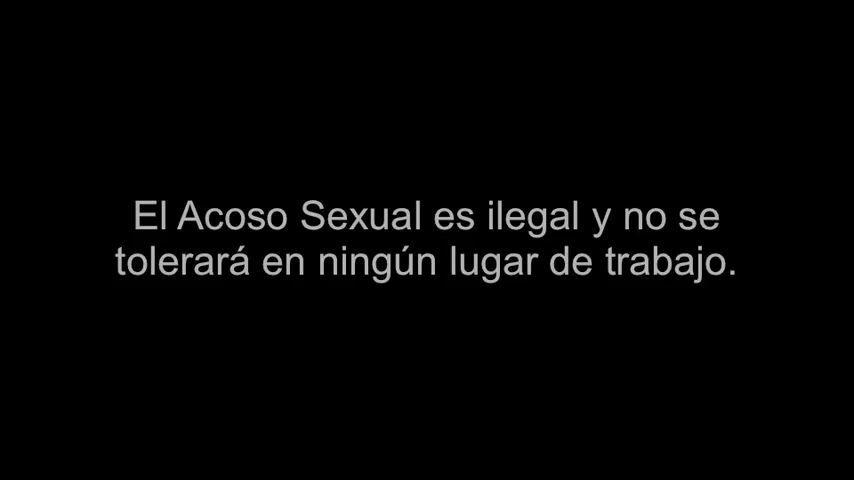 El Acoso Sexual es ilegal y no se
tolerará en ningún lugar de trabajo.